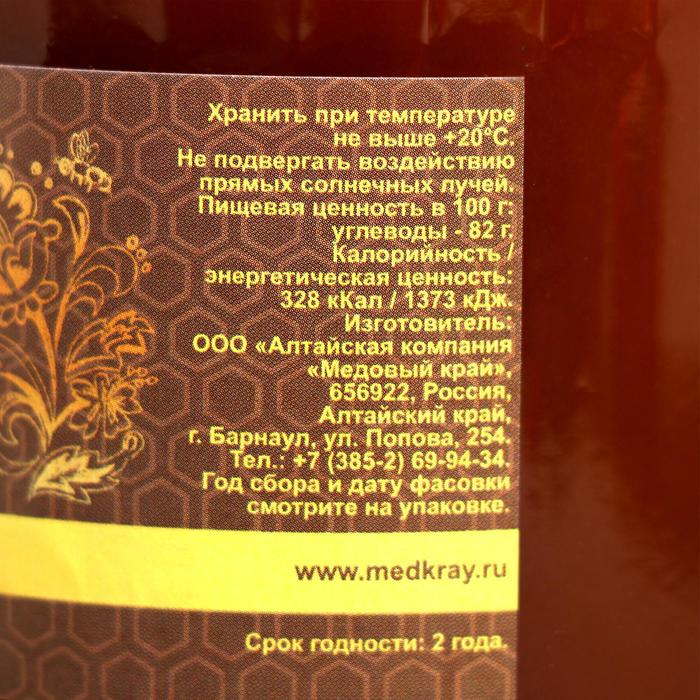 Хранить при температуре
не выше +20°С.
Не подвергать воздействию
прямых солнечных лучей.
Пищевая ценность в 100 г:
углеводы - 82 г.
Калорийность /
энергетическая ценность:
328 кКал / 1373 кДж.
Изготовитель:
ООО «Алтайская компания
«Медовый край»,
656922, Россия,
Алтайский край,
г. Барнаул, ул. Попова, 254.
Тел.: +7 (385-2) 69-94-34.
Год сбора и дату фасовки
смотрите на упаковке.
www.medkray.ru
Срок годности: 2 года.